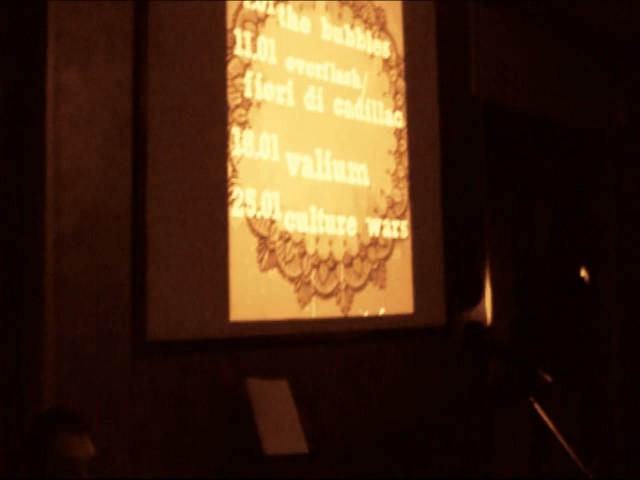 the bubbles
11.01 everflash/
fiori di cadillac
18.01 valium
25.01 culture wars